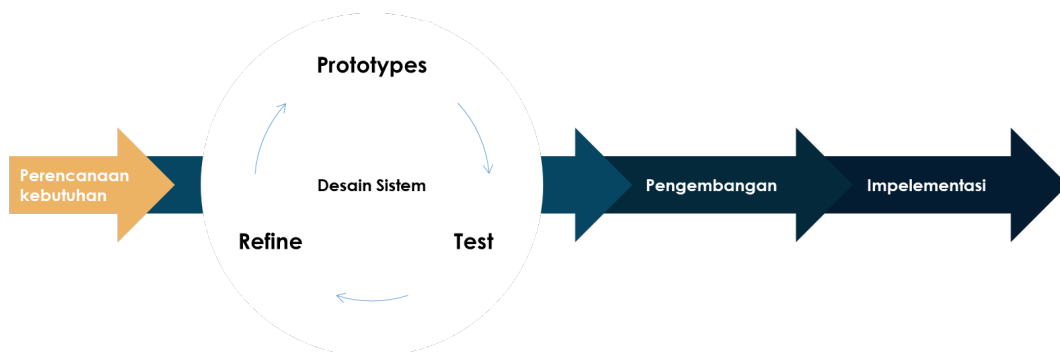 Prototypes
Perencanaan
kebutuhan
Desain Sistem
Pengembangan
Impelementasi
Refine
Test